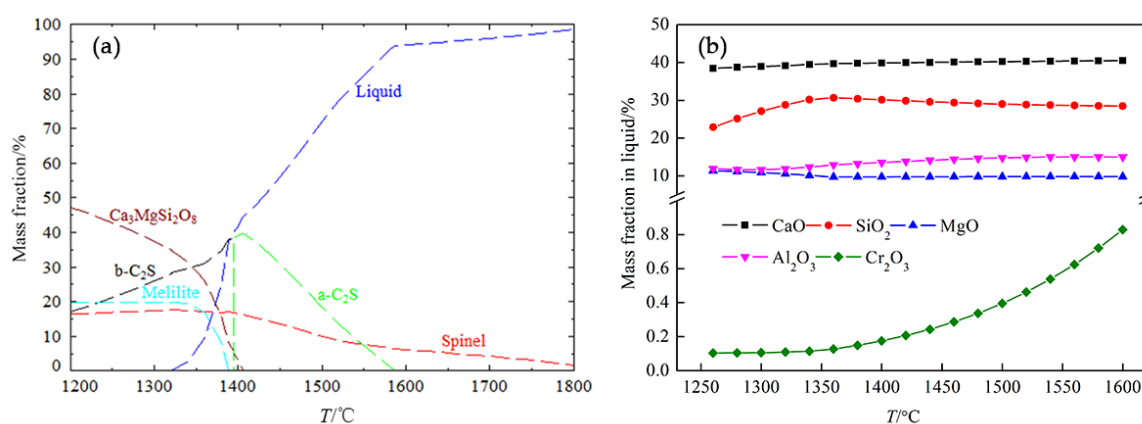 (a)
Mass fraction/%
100
90
80
70
60
50
40
30
20
10
0
Liquid
Ca₃MgSi₂O₈
b-C₂S
Melilite
a-C₂S
Spinel
1200 1300 1400 1500 1600 1700 1800
T/℃
(b)
Mass fraction in liquid/%
50
40
30
20
10
0.8
0.6
0.4
0.2
0.0
CaO SiO₂ MgO
Al₂O₃ Cr₂O₃
1250 1300 1350 1400 1450 1500 1550 1600
T/°C